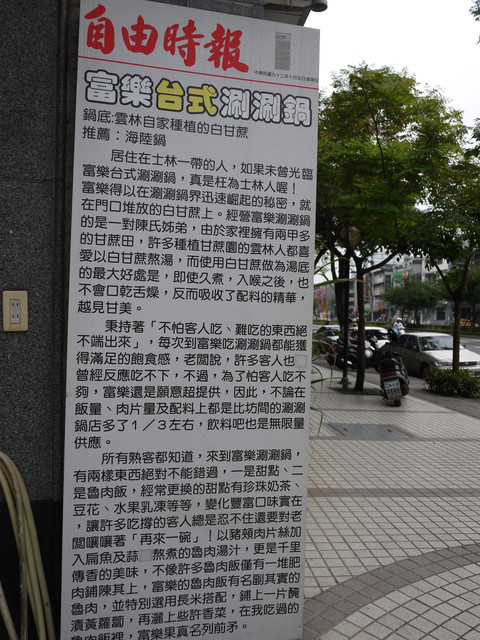 自由時報
富樂台式涮涮鍋
鍋底:雲林自家種植的白甘蔗
推薦：海陸鍋
居住在士林一帶的人，如果未曾光臨
富樂台式涮涮鍋，真是枉為士林人喔！
富樂得以在涮涮鍋界迅速崛起的秘密，就
在門口堆放的白甘蔗上。經營富樂涮涮鍋
的是一對陳氏姊弟，由於家裡擁有兩甲多
的甘蔗田，許多種植甘蔗園的雲林人都喜
愛以白甘蔗熬湯，而使用白甘蔗做為湯底
的最大好處是，即使久煮，入喉之後，也
不會口乾舌燥，反而吸收了配料的精華，
越見甘美。
秉持著「不怕客人吃、難吃的東西絕
不端出來」，每次到富樂吃涮涮鍋都能獲
得滿足的飽食感，老闆說，許多客人也
曾經反應吃不下，不過，為了怕客人吃不
夠，富樂還是願意超提供，因此，不論在
飯量、肉片量及配料上都是比坊間的涮涮
鍋店多了１／３左右，飲料吧也是無限量
供應。
所有熟客都知道，來到富樂涮涮鍋，
有兩樣東西絕對不能錯過，一是甜點、二
是魯肉飯，經常更換的甜點有珍珠奶茶、
豆花、水果乳凍等等，變化豐富口味實在
，讓許多吃撐的客人總是忍不住還要對老
闆嚷嚷著「再來一碗」！以豬頰肉片絲加
入扁魚及蒜 熬煮的魯肉湯汁，更是千里
傳香的美味，不像許多魯肉飯僅有一堆肥
肉鋪陳其上，富樂的魯肉飯有名副其實的
魯肉，並特別選用長米搭配，鋪上一片醃
漬黃蘿蔔，再灑上些許香菜，在我吃過的
魯肉飯裡，富樂果真名列前矛。